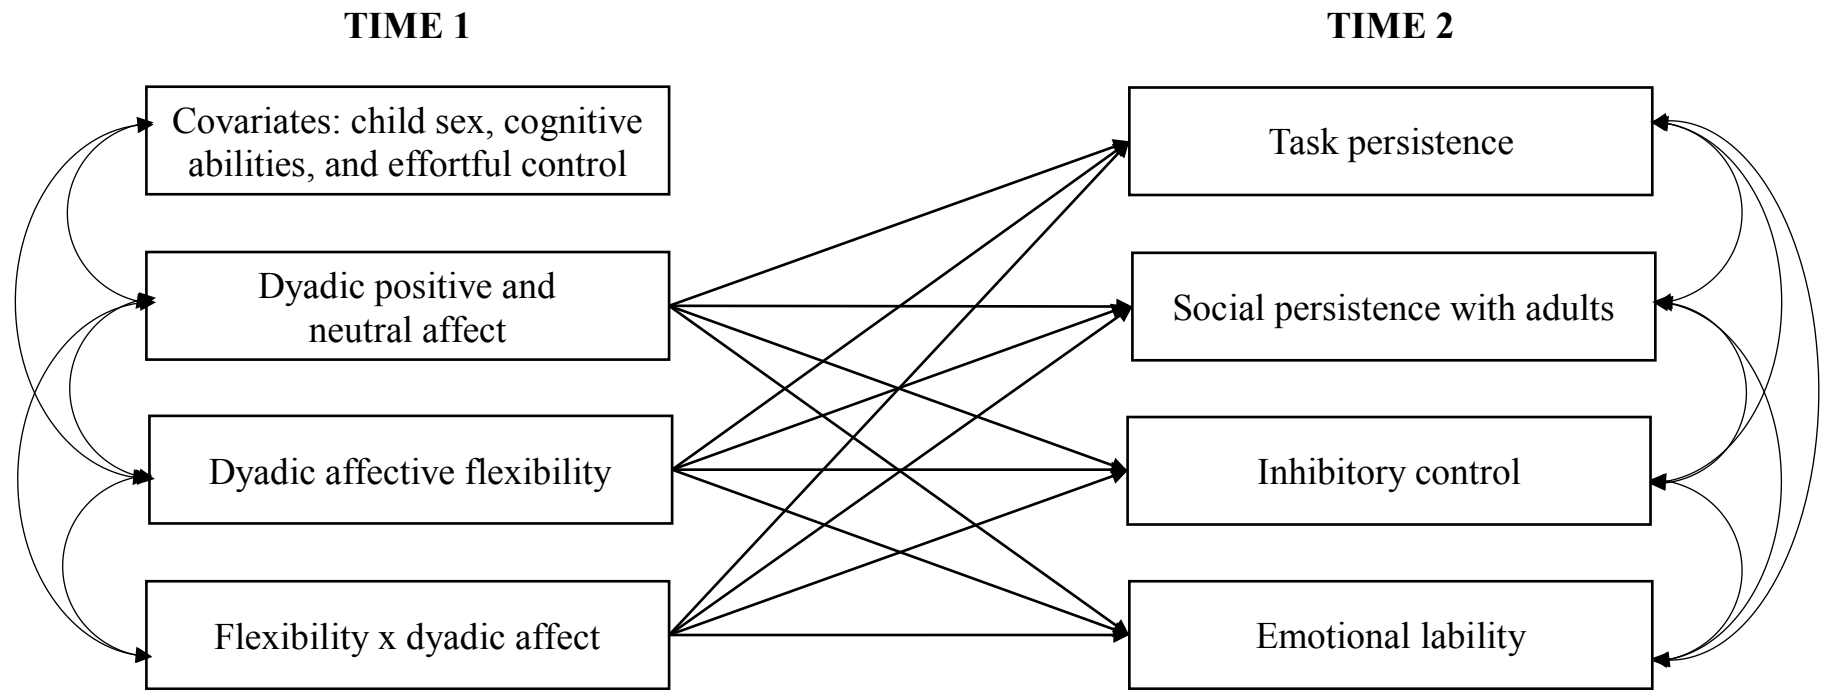 TIME 1
TIME 2
Covariates: child sex, cognitive
abilities, and effortful control
Task persistence
Dyadic positive and
neutral affect
Social persistence with adults
Dyadic affective flexibility
Inhibitory control
Flexibility x dyadic affect
Emotional lability